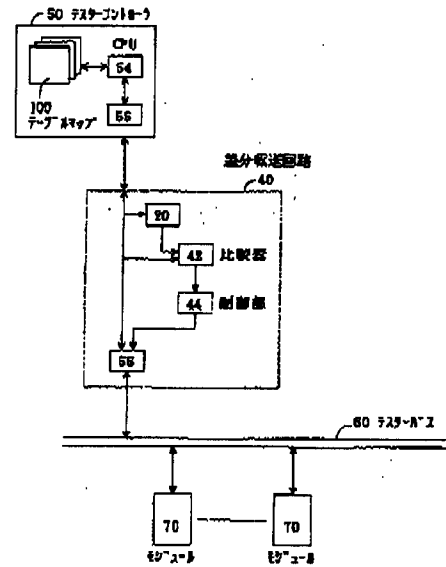 50 テスターコントローラ
CPU
54
100
テーブルマップ
56
差分転送回路
40
20
42 比較器
44 制御部
58
60 テスターバス
70
70
モジュール
モジュール